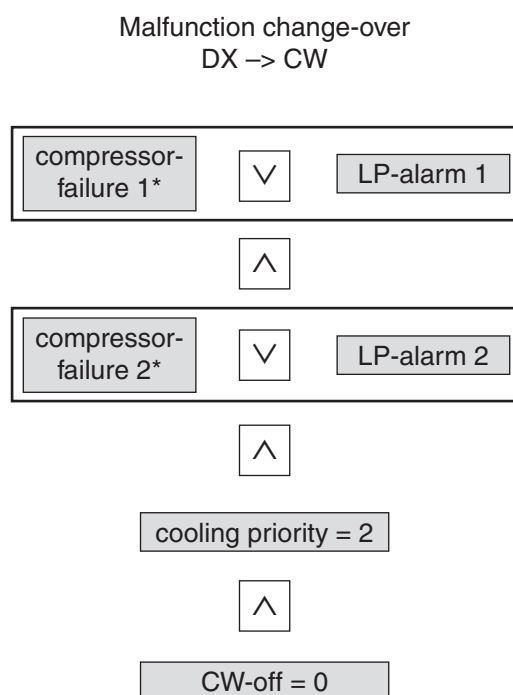 Malfunction change-over
DX –> CW
compressor-
failure 1*
∨
LP-alarm 1
∧
compressor-
failure 2*
∨
LP-alarm 2
∧
cooling priority = 2
∧
CW-off = 0